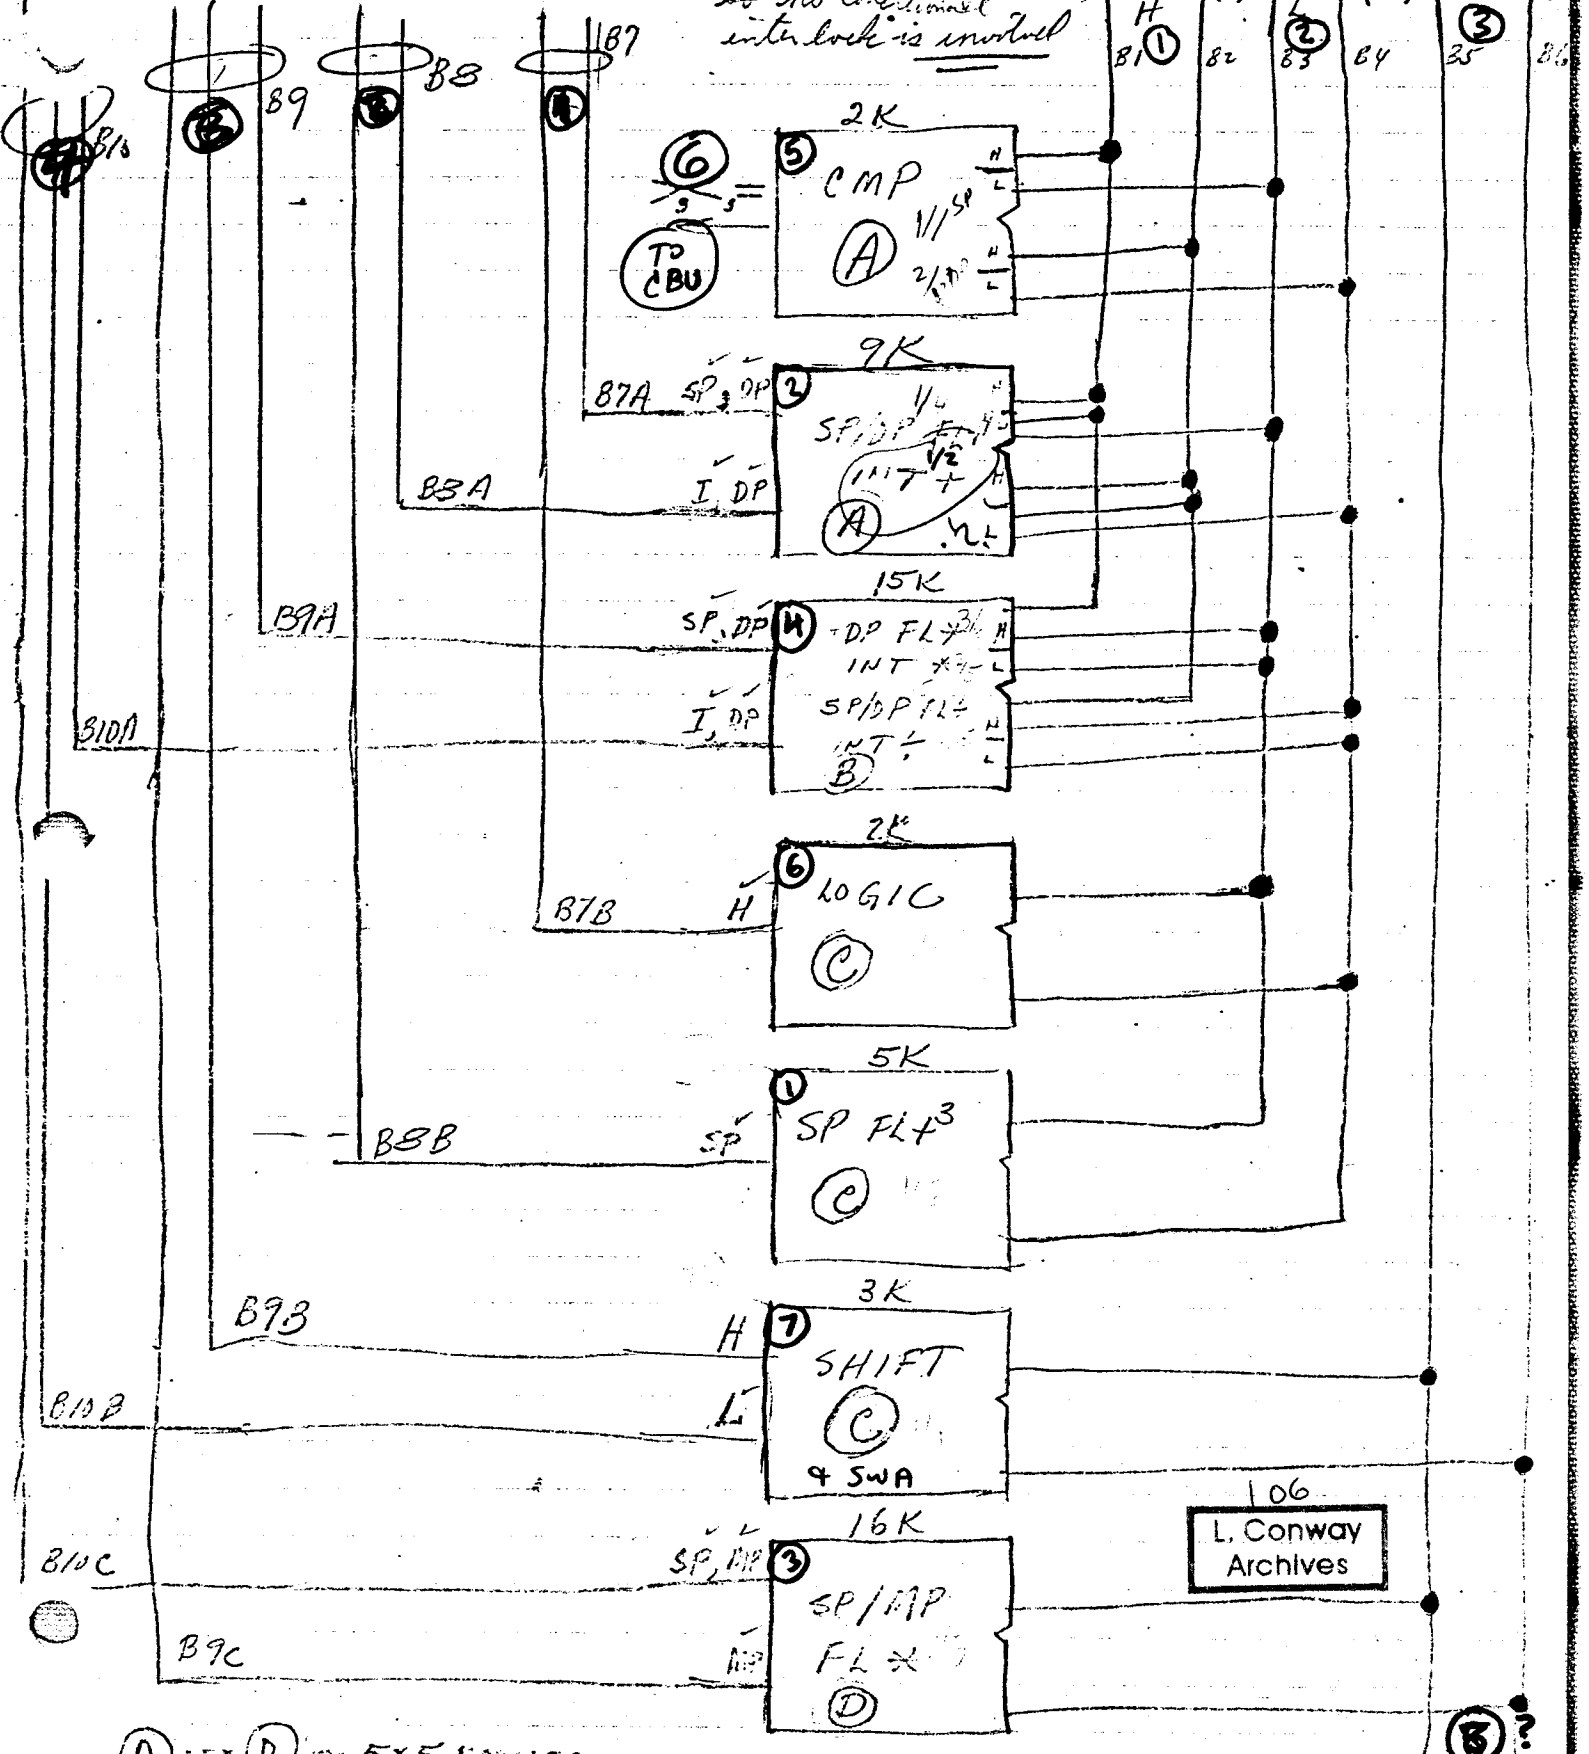 interlock is involved
H
1
2
3
B1
B2
B3
B4
B5
B6
B7
B8
B9
B10
2K
5
CMP
H
L
1/1 SP
A
H
L
6
TO
CBU
9K
2
B7A
SP, DP
SP/DP
INT +
1/2
A
B8A
I, DP
15K
4
B9A
SP, DP
DP FL
INT
H
L
I, DP
SP/DP FL÷
INT ÷
H
L
B
B10A
2K
6
LOGIC
B7B
H
C
5K
1
SP FL+ 3
B8B
SP
C
3K
7
B9B
H
SHIFT
C
B10B
L
& SWA
106
L. Conway
Archives
16K
3
B10C
SP, MP
SP/MP
FL *
B9C
MP
D
A
B
5x5
?